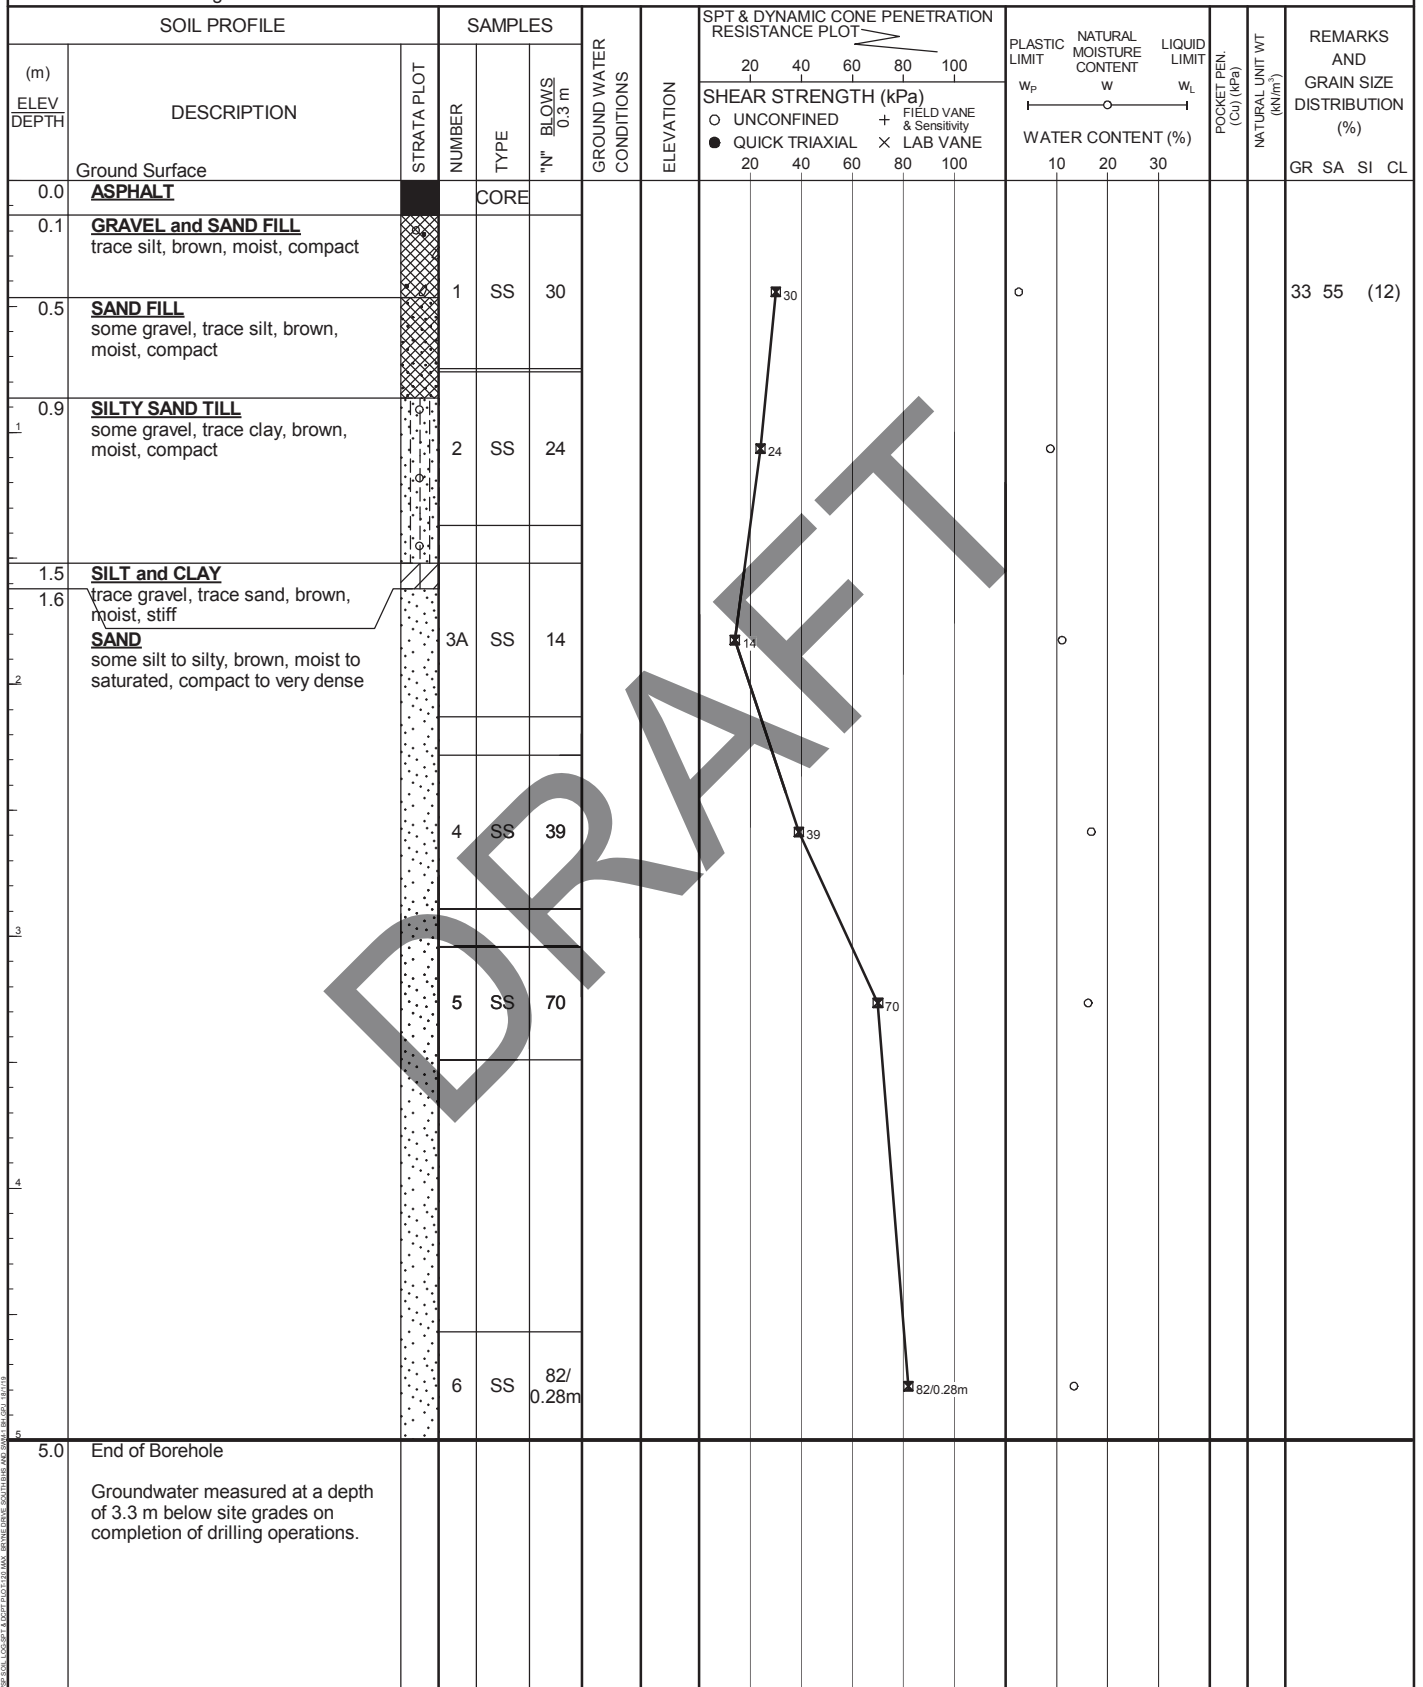 SOIL PROFILE
SAMPLES
GROUND WATER CONDITIONS
ELEVATION
SPT & DYNAMIC CONE PENETRATION
RESISTANCE PLOT
20 40 60 80 100
SHEAR STRENGTH (kPa)
○ UNCONFINED + FIELD VANE & Sensitivity
● QUICK TRIAXIAL × LAB VANE
20 40 60 80 100
PLASTIC LIMIT
NATURAL MOISTURE CONTENT
LIQUID LIMIT
WP W WL
WATER CONTENT (%)
10 20 30
POCKET PEN. (Cu) (kPa)
NATURAL UNIT WT (kN/m³)
REMARKS
AND
GRAIN SIZE
DISTRIBUTION
(%)
GR SA SI CL
(m)
ELEV
DEPTH
DESCRIPTION
Ground Surface
STRATA PLOT
NUMBER
TYPE
"N" BLOWS 0.3 m
0.0 ASPHALT
CORE
0.1 GRAVEL and SAND FILL
trace silt, brown, moist, compact
1 SS 30
30
33 55 (12)
0.5 SAND FILL
some gravel, trace silt, brown,
moist, compact
0.9 SILTY SAND TILL
1
some gravel, trace clay, brown,
moist, compact
2 SS 24
24
1.5 SILT and CLAY
1.6 trace gravel, trace sand, brown,
moist, stiff
SAND
3A SS 14
14
some silt to silty, brown, moist to
2
saturated, compact to very dense
4 SS 39
39
3
5 SS 70
70
4
6 SS 82/
0.28m
82/0.28m
5
5.0 End of Borehole
Groundwater measured at a depth
of 3.3 m below site grades on
completion of drilling operations.
DRAFT